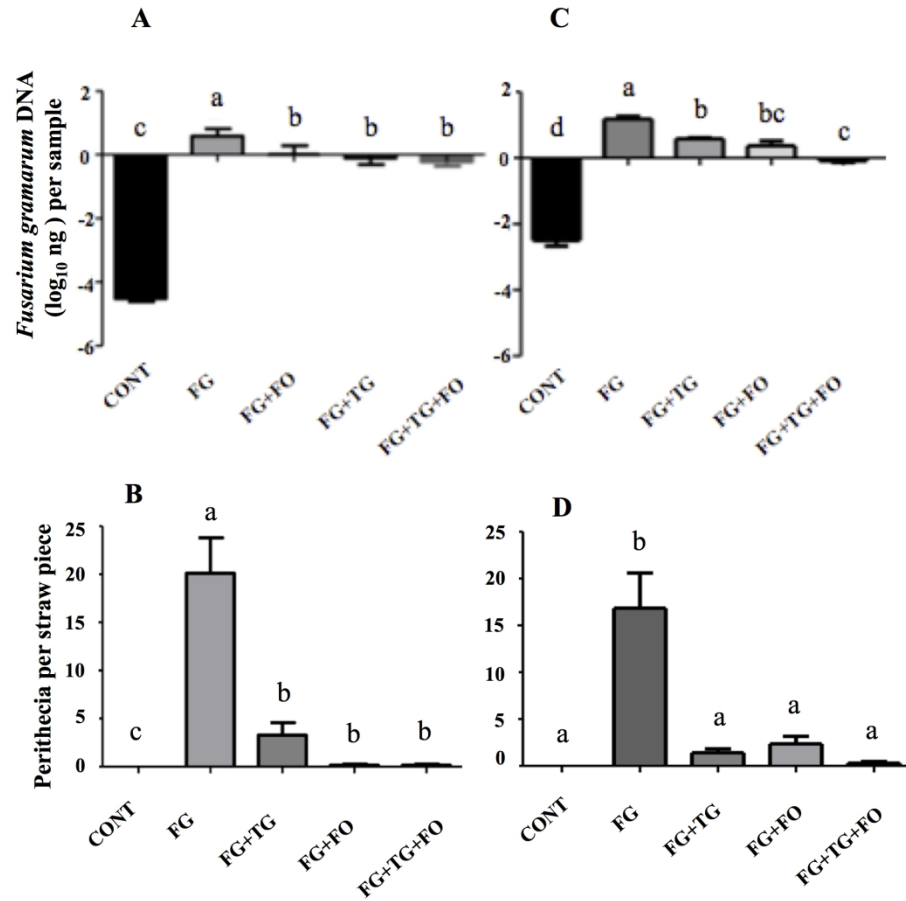 A
Fusarium gramarum DNA
(log₁₀ ng ) per sample
2
0
-2
-4
-6
c
a
b
b
b
CONT
FG
FG+FO
FG+TG
FG+TG+FO
C
2
0
-2
-4
-6
d
a
b
bc
c
CONT
FG
FG+TG
FG+FO
FG+TG+FO
B
Perithecia per straw piece
25
20
15
10
5
0
c
a
b
b
b
CONT
FG
FG+TG
FG+FO
FG+TG+FO
D
25
20
15
10
5
0
a
b
a
a
a
CONT
FG
FG+TG
FG+FO
FG+TG+FO